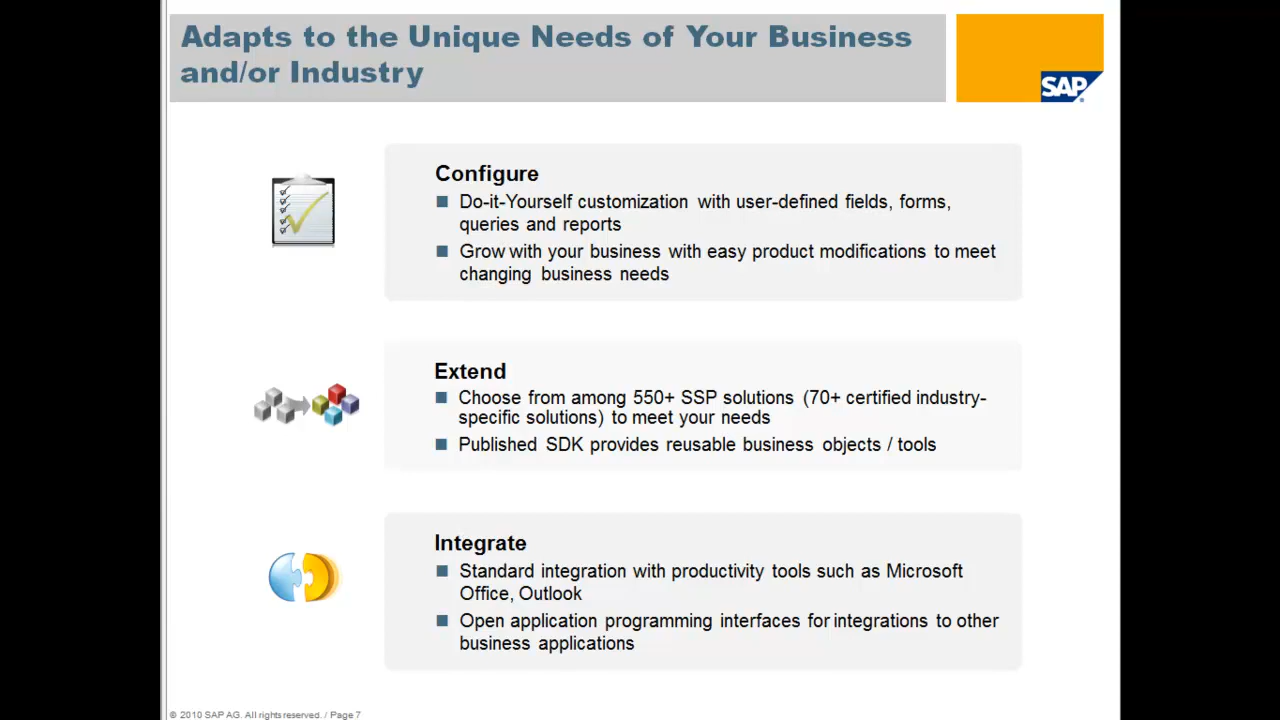 Adapts to the Unique Needs of Your Business
and/or Industry
SAP
Configure
Do-it-Yourself customization with user-defined fields, forms,
queries and reports
Grow with your business with easy product modifications to meet
changing business needs
Extend
Choose from among 550+ SSP solutions (70+ certified industry-
specific solutions) to meet your needs
Published SDK provides reusable business objects / tools
Integrate
Standard integration with productivity tools such as Microsoft
Office, Outlook
Open application programming interfaces for integrations to other
business applications
© 2010 SAP AG. All rights reserved. / Page 7